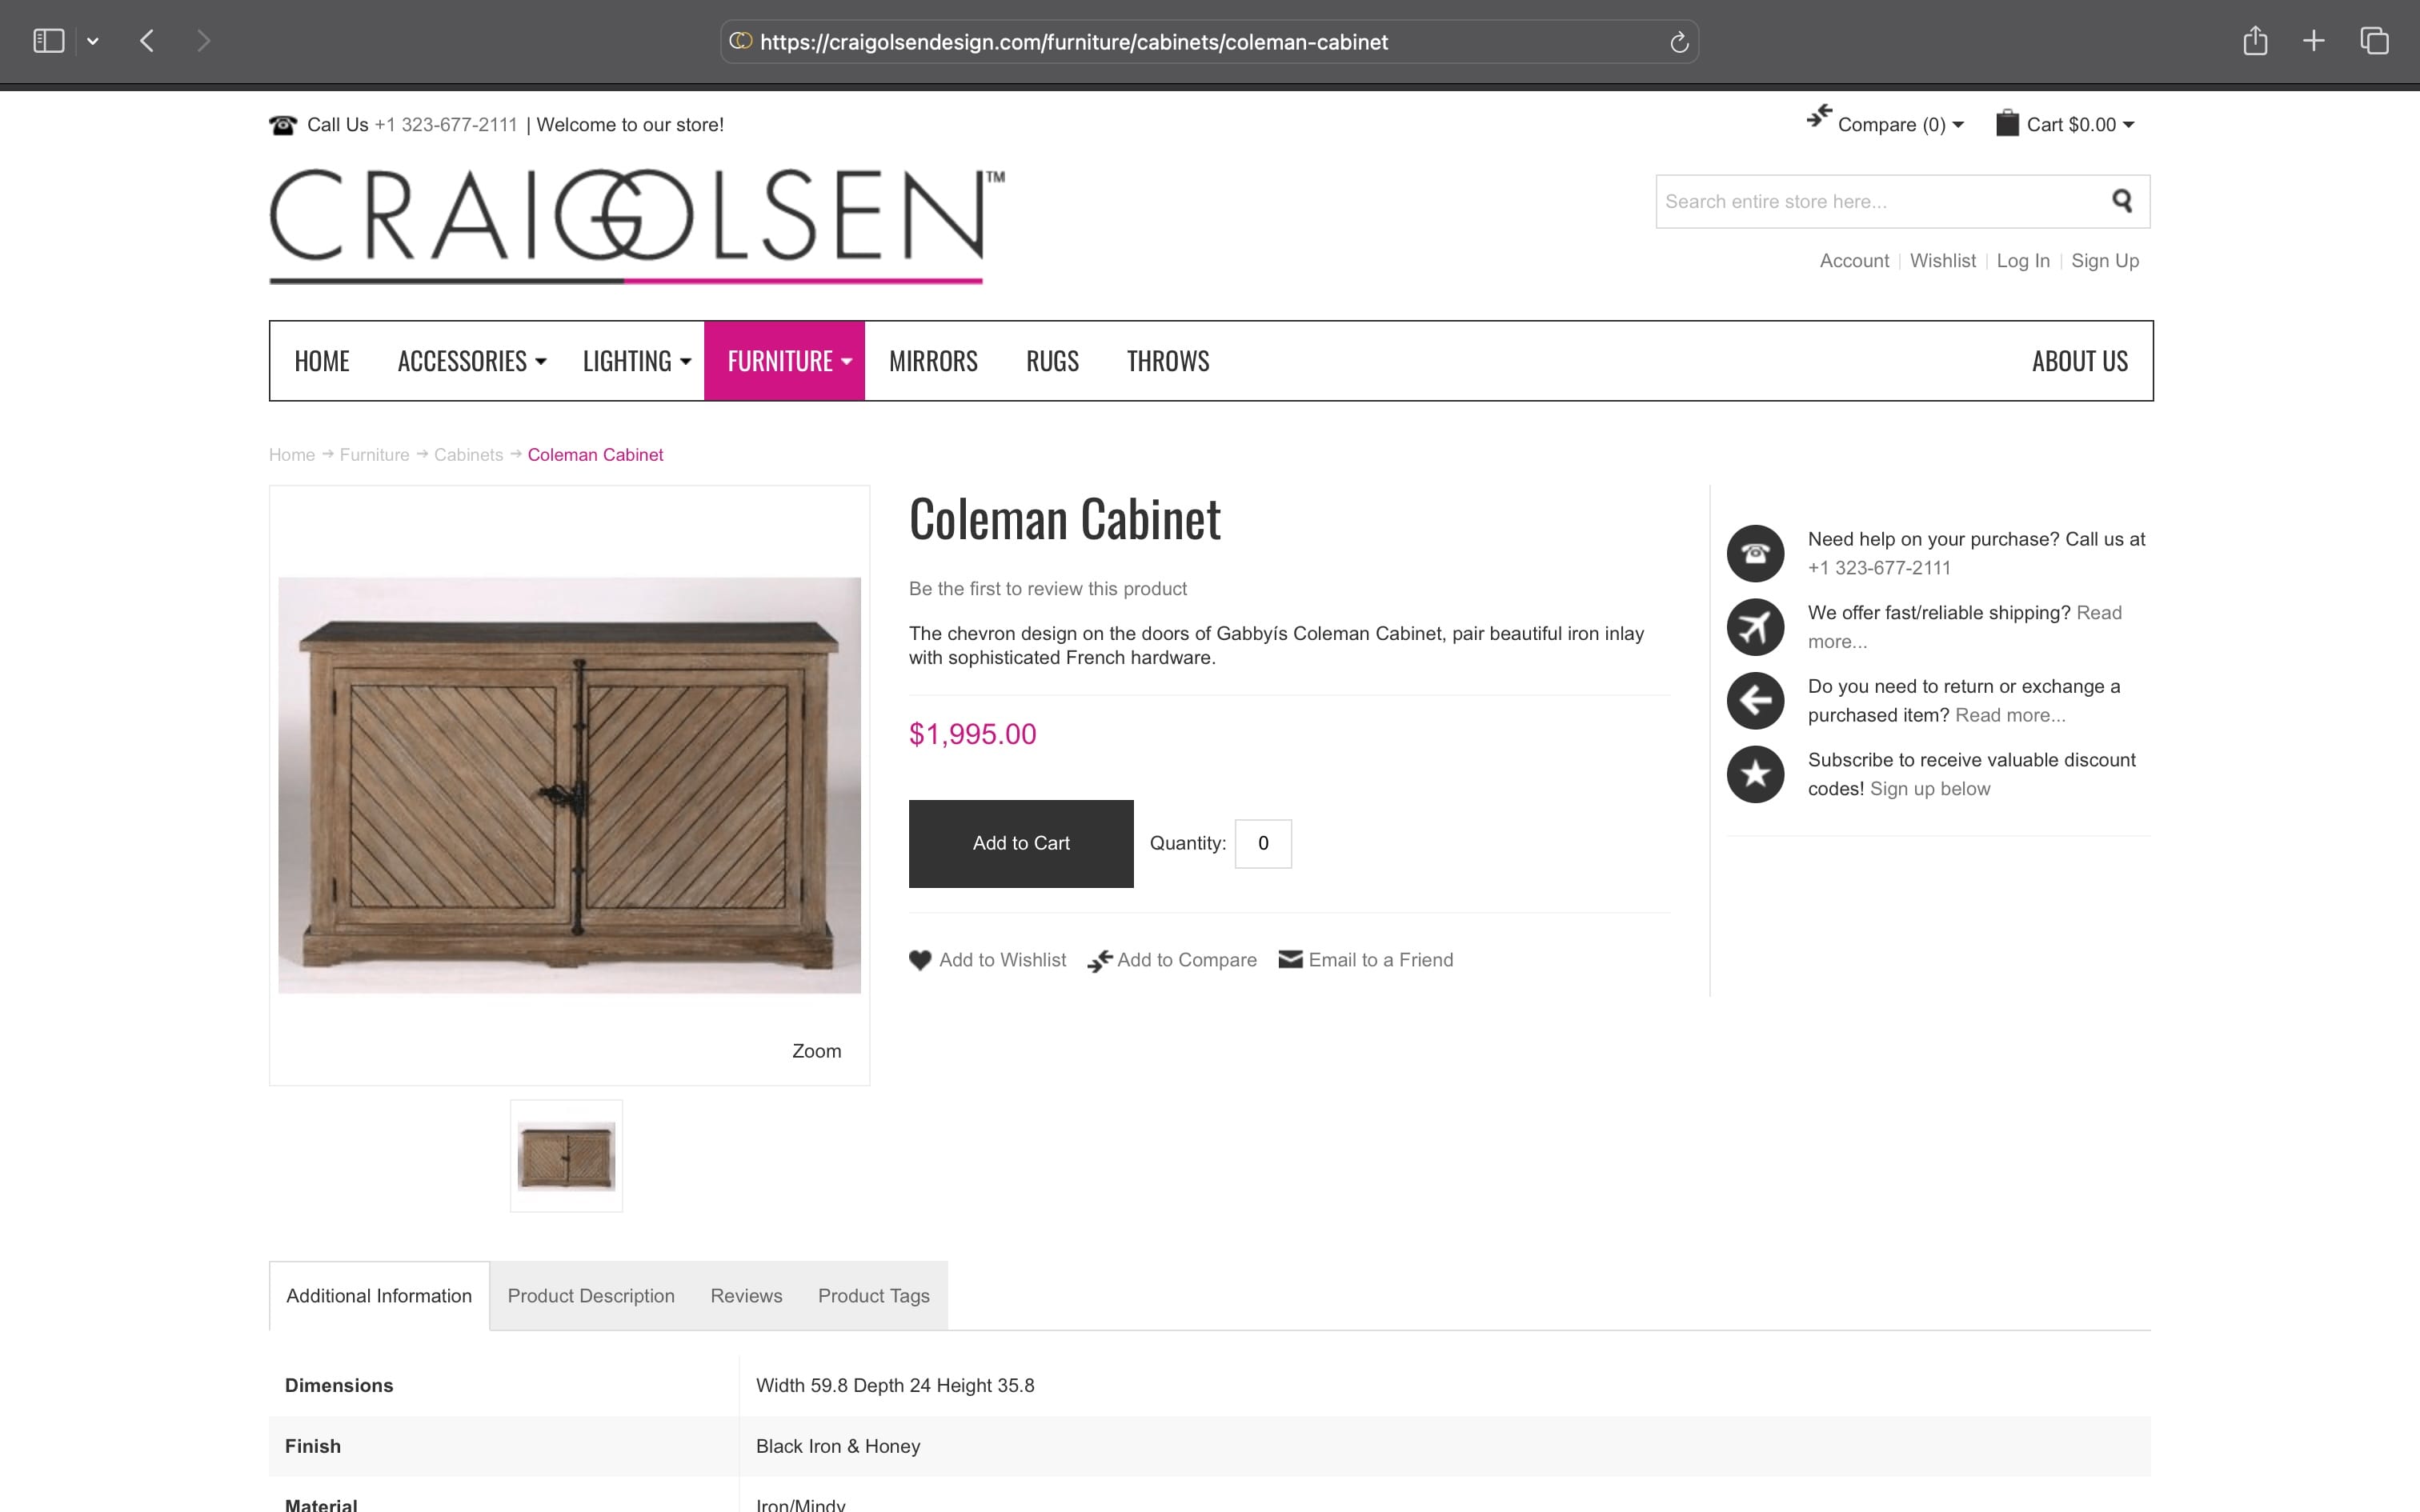 https://craigolsendesign.com/furniture/cabinets/coleman-cabinet
Call Us +1 323-677-2111 | Welcome to our store!
Compare (0)
Cart $0.00
CRAIGOLSEN™
Search entire store here...
Account | Wishlist | Log In | Sign Up
HOME ACCESSORIES LIGHTING FURNITURE MIRRORS RUGS THROWS ABOUT US
Home → Furniture → Cabinets → Coleman Cabinet
Zoom
Coleman Cabinet
Be the first to review this product
The chevron design on the doors of Gabbyís Coleman Cabinet, pair beautiful iron inlay
with sophisticated French hardware.
$1,995.00
Add to Cart
Quantity: 0
Add to Wishlist Add to Compare Email to a Friend
Need help on your purchase? Call us at
+1 323-677-2111
We offer fast/reliable shipping? Read
more...
Do you need to return or exchange a
purchased item? Read more...
Subscribe to receive valuable discount
codes! Sign up below
Additional Information Product Description Reviews Product Tags
Dimensions Width 59.8 Depth 24 Height 35.8
Finish Black Iron & Honey
Material Iron/Mindy